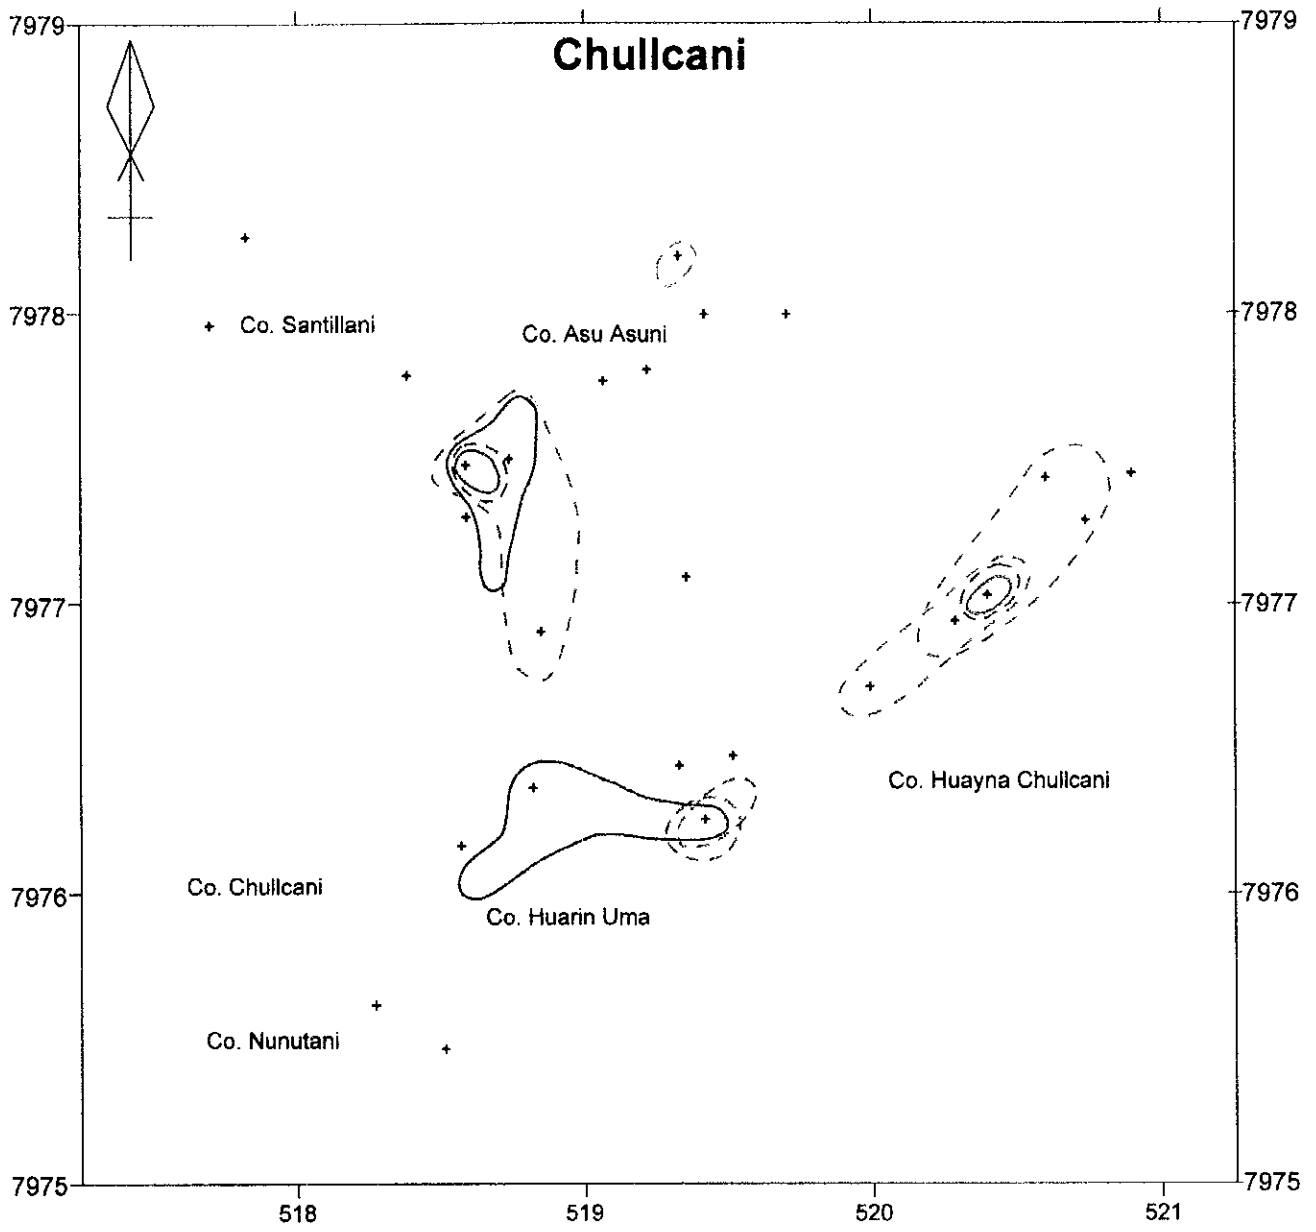 Chullcani
7979
7979
7978
Co. Santillani
Co. Asu Asuni
7978
7977
7977
Co. Huayna Chullcani
7976
Co. Chullcani
Co. Huarin Uma
7976
Co. Nunutani
7975
7975
518
519
520
521